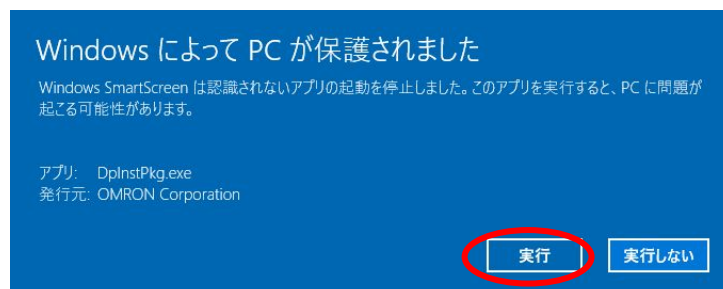 Windows によって PC が保護されました
Windows SmartScreen は認識されないアプリの起動を停止しました。このアプリを実行すると、PC に問題が
起こる可能性があります。
アプリ: DpInstPkg.exe
発行元: OMRON Corporation
実行 実行しない